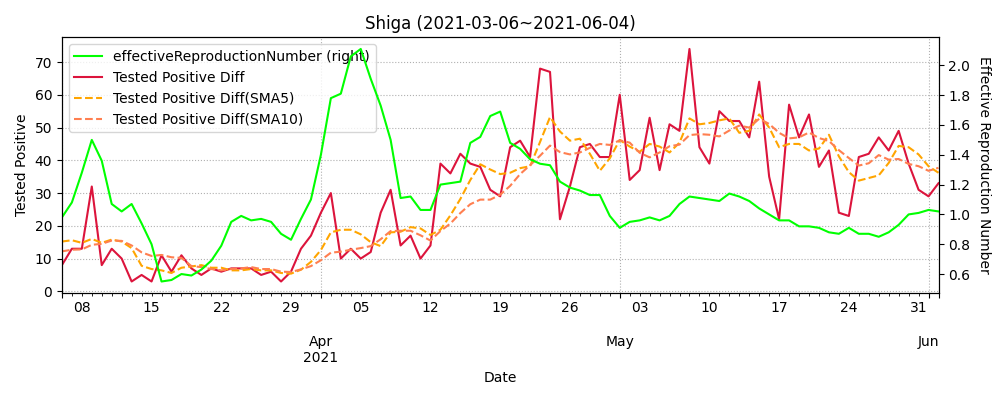 Shiga (2021-03-06~2021-06-04)
effectiveReproductionNumber (right)
Tested Positive Diff
Tested Positive Diff(SMA5)
Tested Positive Diff(SMA10)
Tested Positive
70
60
50
40
30
20
10
0
2.0
1.8
1.6
1.4
1.2
1.0
0.8
0.6
Effective Reproduction Number
08 15 22 29 05 12 19 26 03 10 17 24 31
Apr May Jun
2021
Date